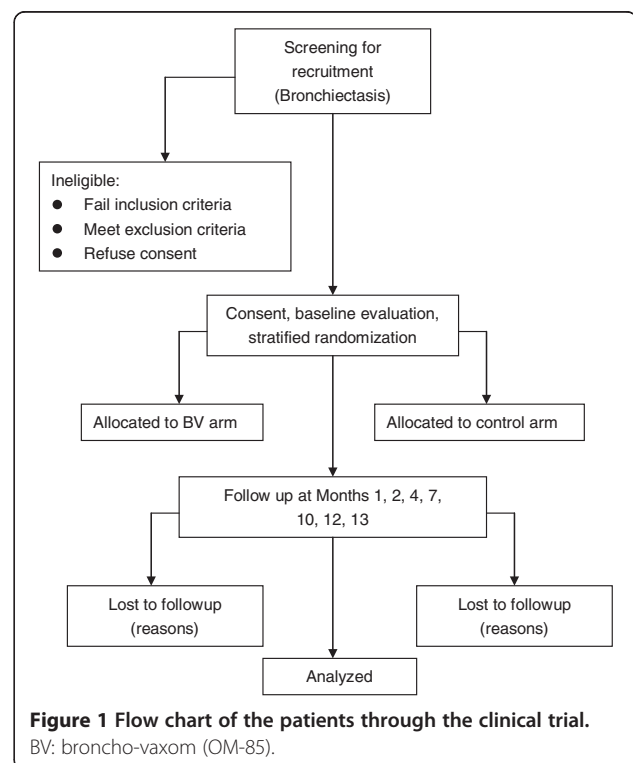 Screening for
recruitment
(Bronchiectasis)
Ineligible:
● Fail inclusion criteria
● Meet exclusion criteria
● Refuse consent
Consent, baseline evaluation,
stratified randomization
Allocated to BV arm
Allocated to control arm
Follow up at Months 1, 2, 4, 7,
10, 12, 13
Lost to followup
(reasons)
Lost to followup
(reasons)
Analyzed
Figure 1 Flow chart of the patients through the clinical trial.
BV: broncho-vaxom (OM-85).